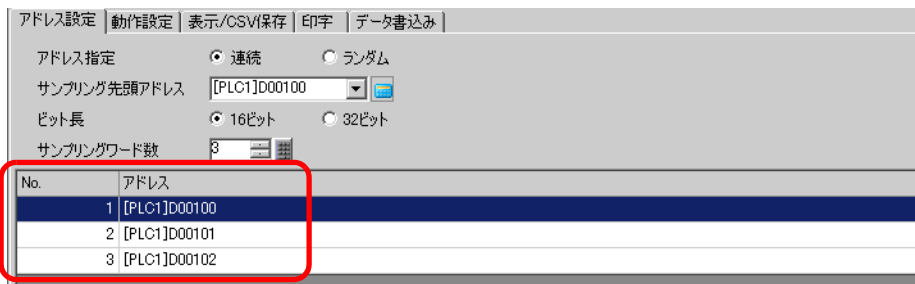 アドレス設定 動作設定 表示/CSV保存 印字 データ書込み
アドレス指定 連続 ランダム
サンプリング先頭アドレス [PLC1]D00100
ビット長 16ビット 32ビット
サンプリングワード数 3
No. アドレス
1 [PLC1]D00100
2 [PLC1]D00101
3 [PLC1]D00102